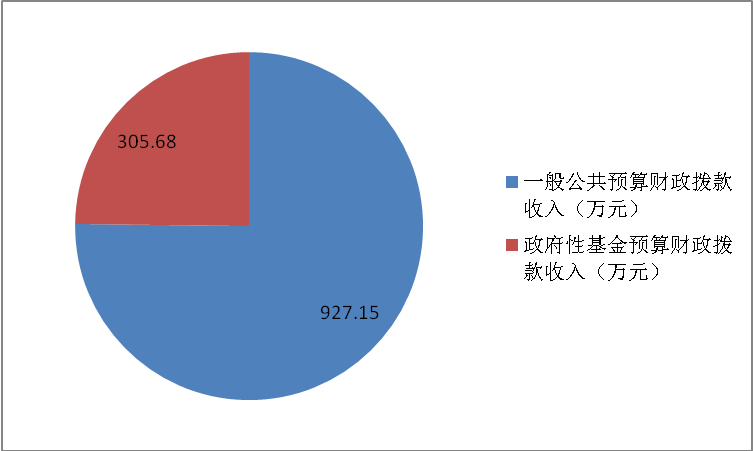 305.68
927.15
一般公共预算财政拨款
收入（万元）
政府性基金预算财政拨
款收入（万元）